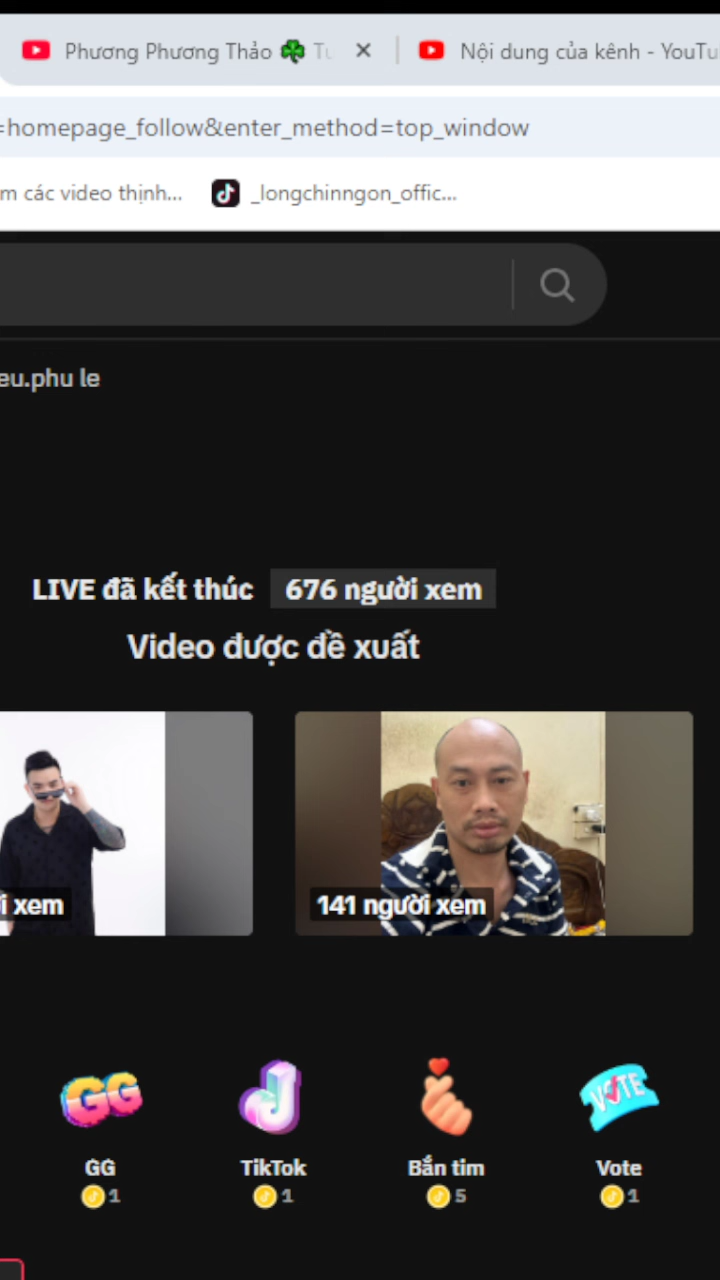 Phương Phương Thảo 🍀 Tu
Nội dung của kênh - YouTu
=homepage_follow&enter_method=top_window
m các video thịnh...
_longchinngon_offic...
eu.phu le
LIVE đã kết thúc 676 người xem
Video được đề xuất
i xem
141 người xem
GG
TikTok
Bắn tim
Vote
1
1
5
1